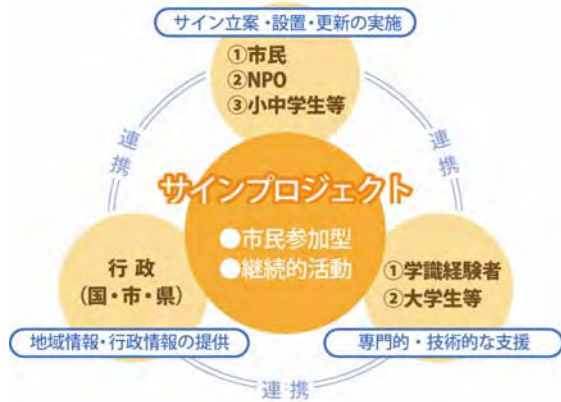 サイン立案・設置・更新の実施
①市民
②NPO
③小中学生等
連携
連携
サインプロジェクト
●市民参加型
●継続的活動
行政
(国・市・県)
①学識経験者
②大学生等
地域情報・行政情報の提供
専門的・技術的な支援
連携